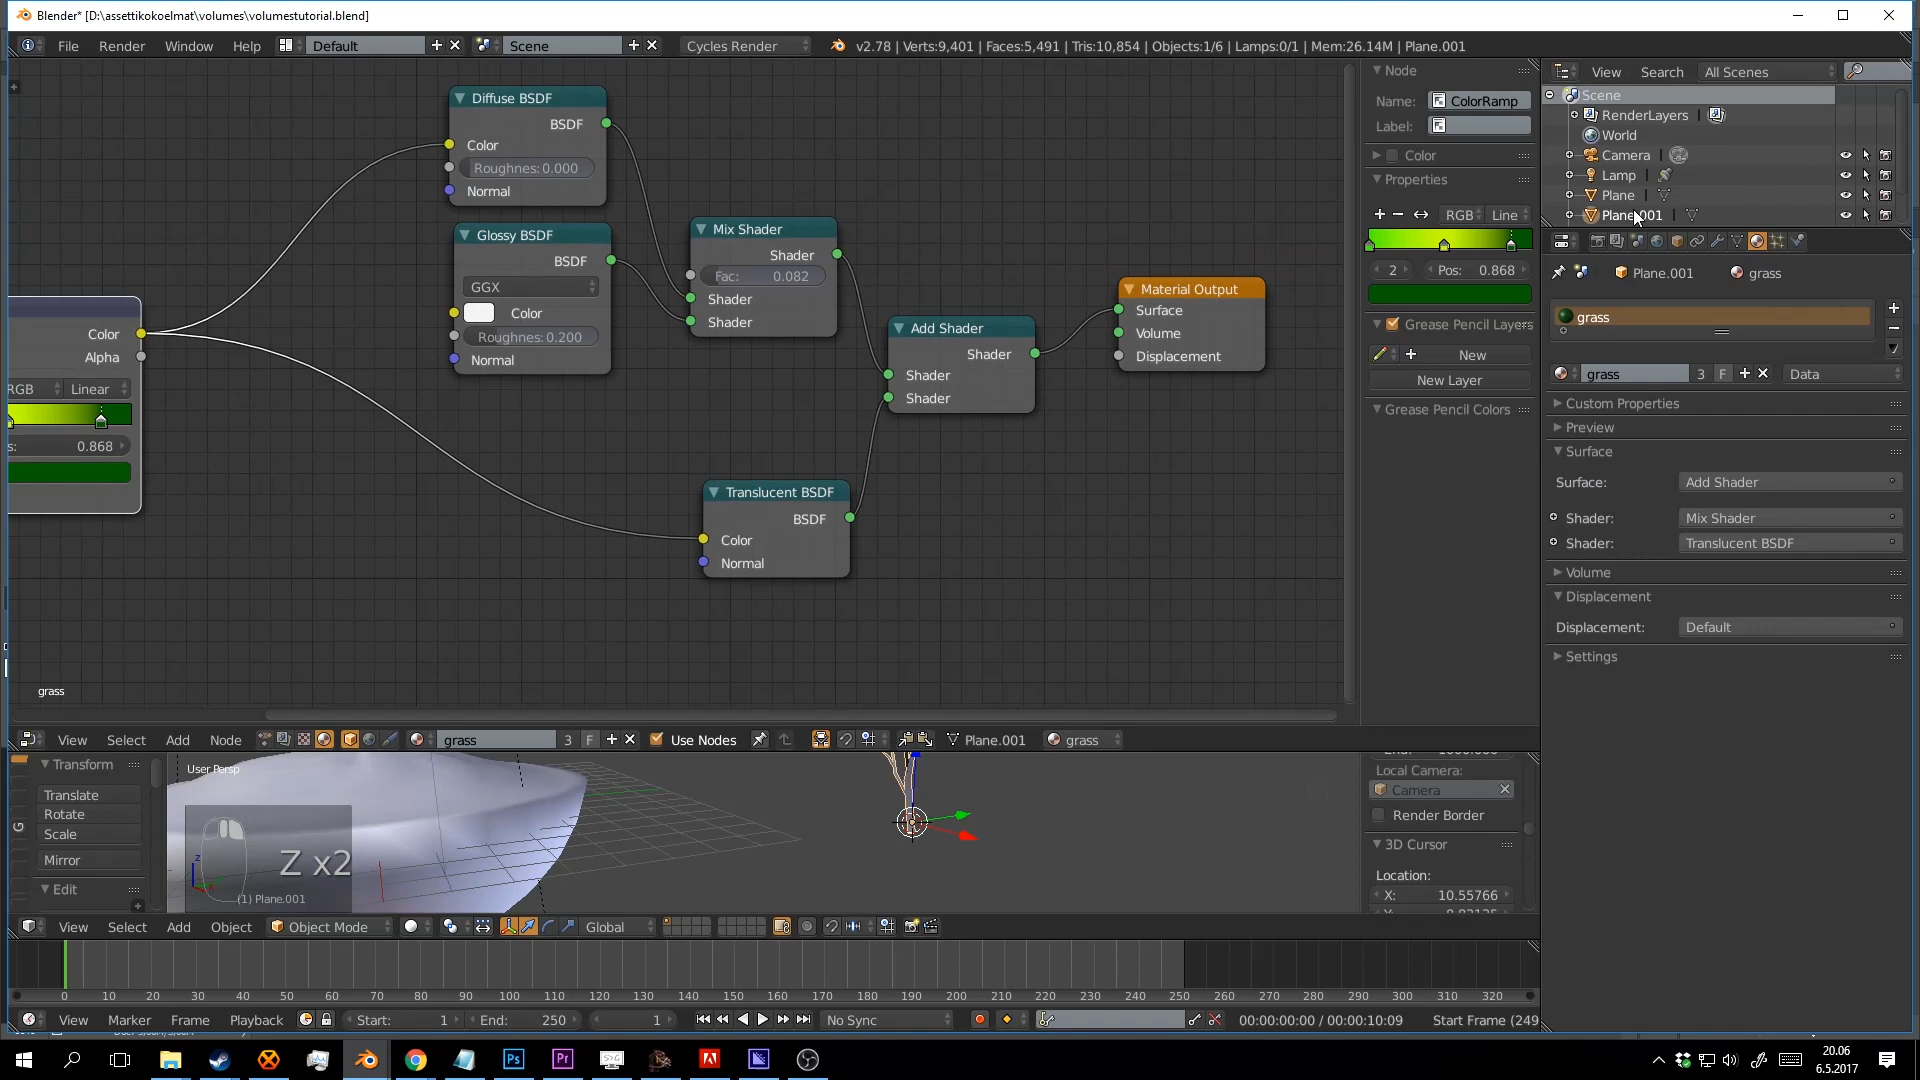 Blender* [D:\assettikokoelmat\volumes\volumestutorial.blend]
File Render Window Help Default Scene Cycles Render v2.78 | Verts:9,401 | Faces:5,491 | Tris:10,854 | Objects:1/6 | Lamps:0/1 | Mem:26.14M | Plane.001
Diffuse BSDF
BSDF
Color
Roughnes: 0.000
Normal
Glossy BSDF
BSDF
GGX
Color
Roughnes: 0.200
Normal
Mix Shader
Shader
Fac: 0.082
Shader
Shader
Add Shader
Shader
Shader
Shader
Material Output
Surface
Volume
Displacement
Translucent BSDF
BSDF
Color
Normal
Color
Alpha
RGB Linear
s: 0.868
grass
Node
Name: ColorRamp
Label:
Color
Properties
RGB Line
2 Pos: 0.868
Grease Pencil Layers
New
New Layer
Grease Pencil Colors
View Search All Scenes
Scene
RenderLayers
World
Camera
Lamp
Plane
Plane.001
Plane.001 grass
grass
grass 3 F Data
Custom Properties
Preview
Surface
Surface: Add Shader
Shader: Mix Shader
Shader: Translucent BSDF
Volume
Displacement
Displacement: Default
Settings
View Select Add Node grass 3 F Use Nodes Plane.001 grass
Transform
Translate
Rotate
Scale
Mirror
Edit
G
User Persp
z
Z x2
(1) Plane.001
Local Camera:
Camera
Render Border
3D Cursor
Location:
X: 10.55766
View Select Add Object Object Mode Global
0 10 20 30 40 50 60 70 80 90 100 110 120 130 140 150 160 170 180 190 200 210 220 230 240 250 260 270 280 290 300 310 320
View Marker Frame Playback Start: 1 End: 250 1 No Sync 00:00:00:00 / 00:00:10:09 Start Frame (249
20.06
6.5.2017